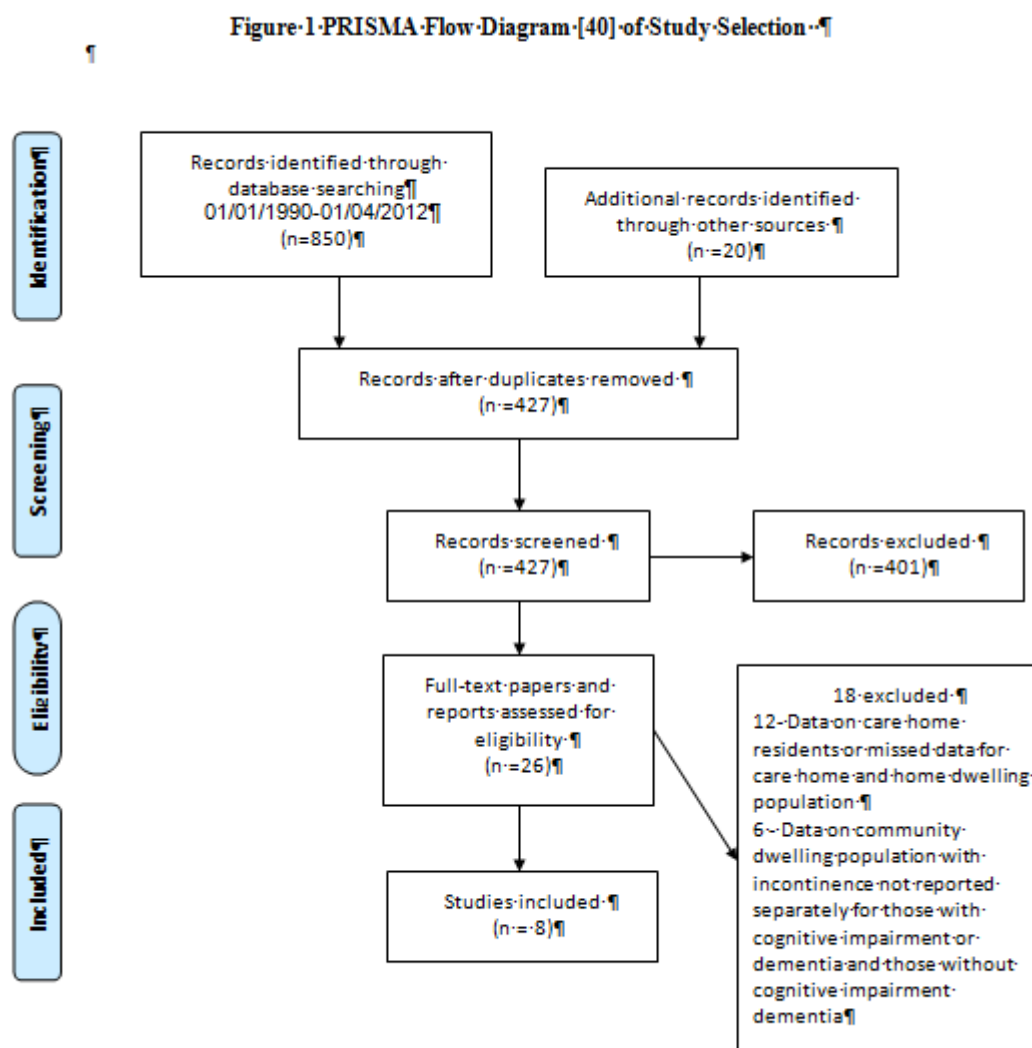 Figure·1·PRISMA·Flow·Diagram·[40]·of·Study·Selection··¶
¶
Identification¶
Records·identified·through·
database·searching¶
01/01/1990-01/04/2012¶
(n=850)¶
Additional·records·identified·
through·other·sources·¶
(n·=20)¶
Screening¶
Records·after·duplicates·removed·¶
(n·=427)¶
Records·screened·¶
(n·=427)¶
Records·excluded·¶
(n·=401)¶
Eligibility¶
Full-text·papers·and·
reports·assessed·for·
eligibility·¶
(n·=26)¶
18·excluded·¶
12-·Data·on·care·home·
residents·or·missed·data·for·
care·home·and·home·dwelling·
population·¶
6-·Data·on·community·
dwelling·population·with·
incontinence·not·reported·
separately·for·those·with·
cognitive·impairment·or·
dementia·and·those·without·
cognitive·impairment·
dementia¶
Included¶
Studies·included·¶
(n·=·8)¶